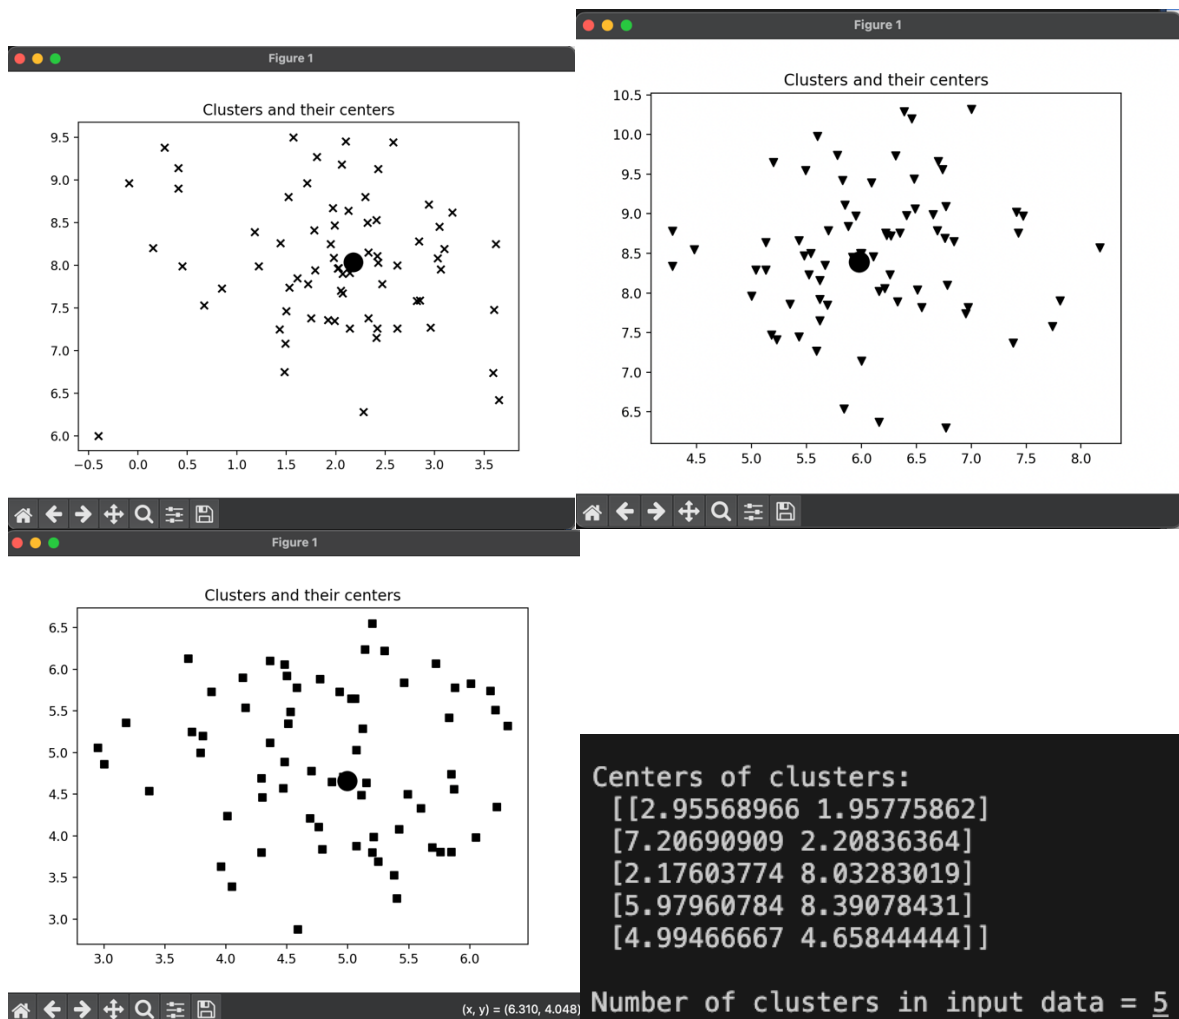 Figure 1
Clusters and their centers
9.5
9.0
8.5
8.0
7.5
7.0
6.5
6.0
−0.5 0.0 0.5 1.0 1.5 2.0 2.5 3.0 3.5
Figure 1
Clusters and their centers
10.5
10.0
9.5
9.0
8.5
8.0
7.5
7.0
6.5
4.5 5.0 5.5 6.0 6.5 7.0 7.5 8.0
Figure 1
Clusters and their centers
6.5
6.0
5.5
5.0
4.5
4.0
3.5
3.0
3.0 3.5 4.0 4.5 5.0 5.5 6.0
(x, y) = (6.310, 4.048)
Centers of clusters:
[[2.95568966 1.95775862]
[7.20690909 2.20836364]
[2.17603774 8.03283019]
[5.97960784 8.39078431]
[4.99466667 4.65844444]]
Number of clusters in input data = 5